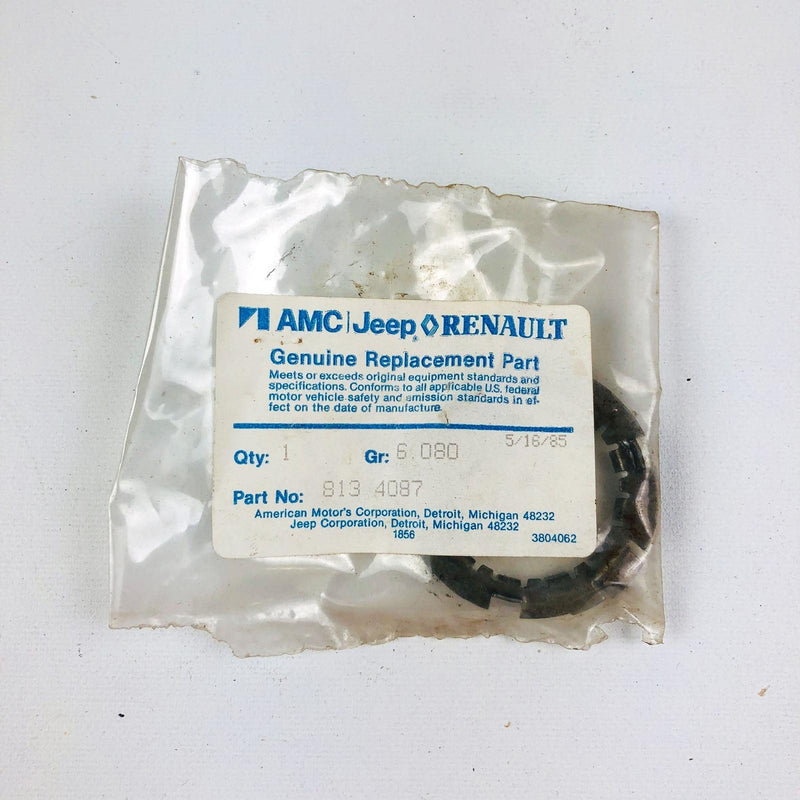 AMC|Jeep RENAULT
Genuine Replacement Part
Meets or exceeds original equipment standards and
specifications. Conforms to all applicable U.S. federal
motor vehicle safety and emission standards in ef-
fect on the date of manufacture.
5/16/85
Qty: 1 Gr: 6.080
Part No: 813 4087
American Motor's Corporation, Detroit, Michigan 48232
Jeep Corporation, Detroit, Michigan 48232
1856 3804062